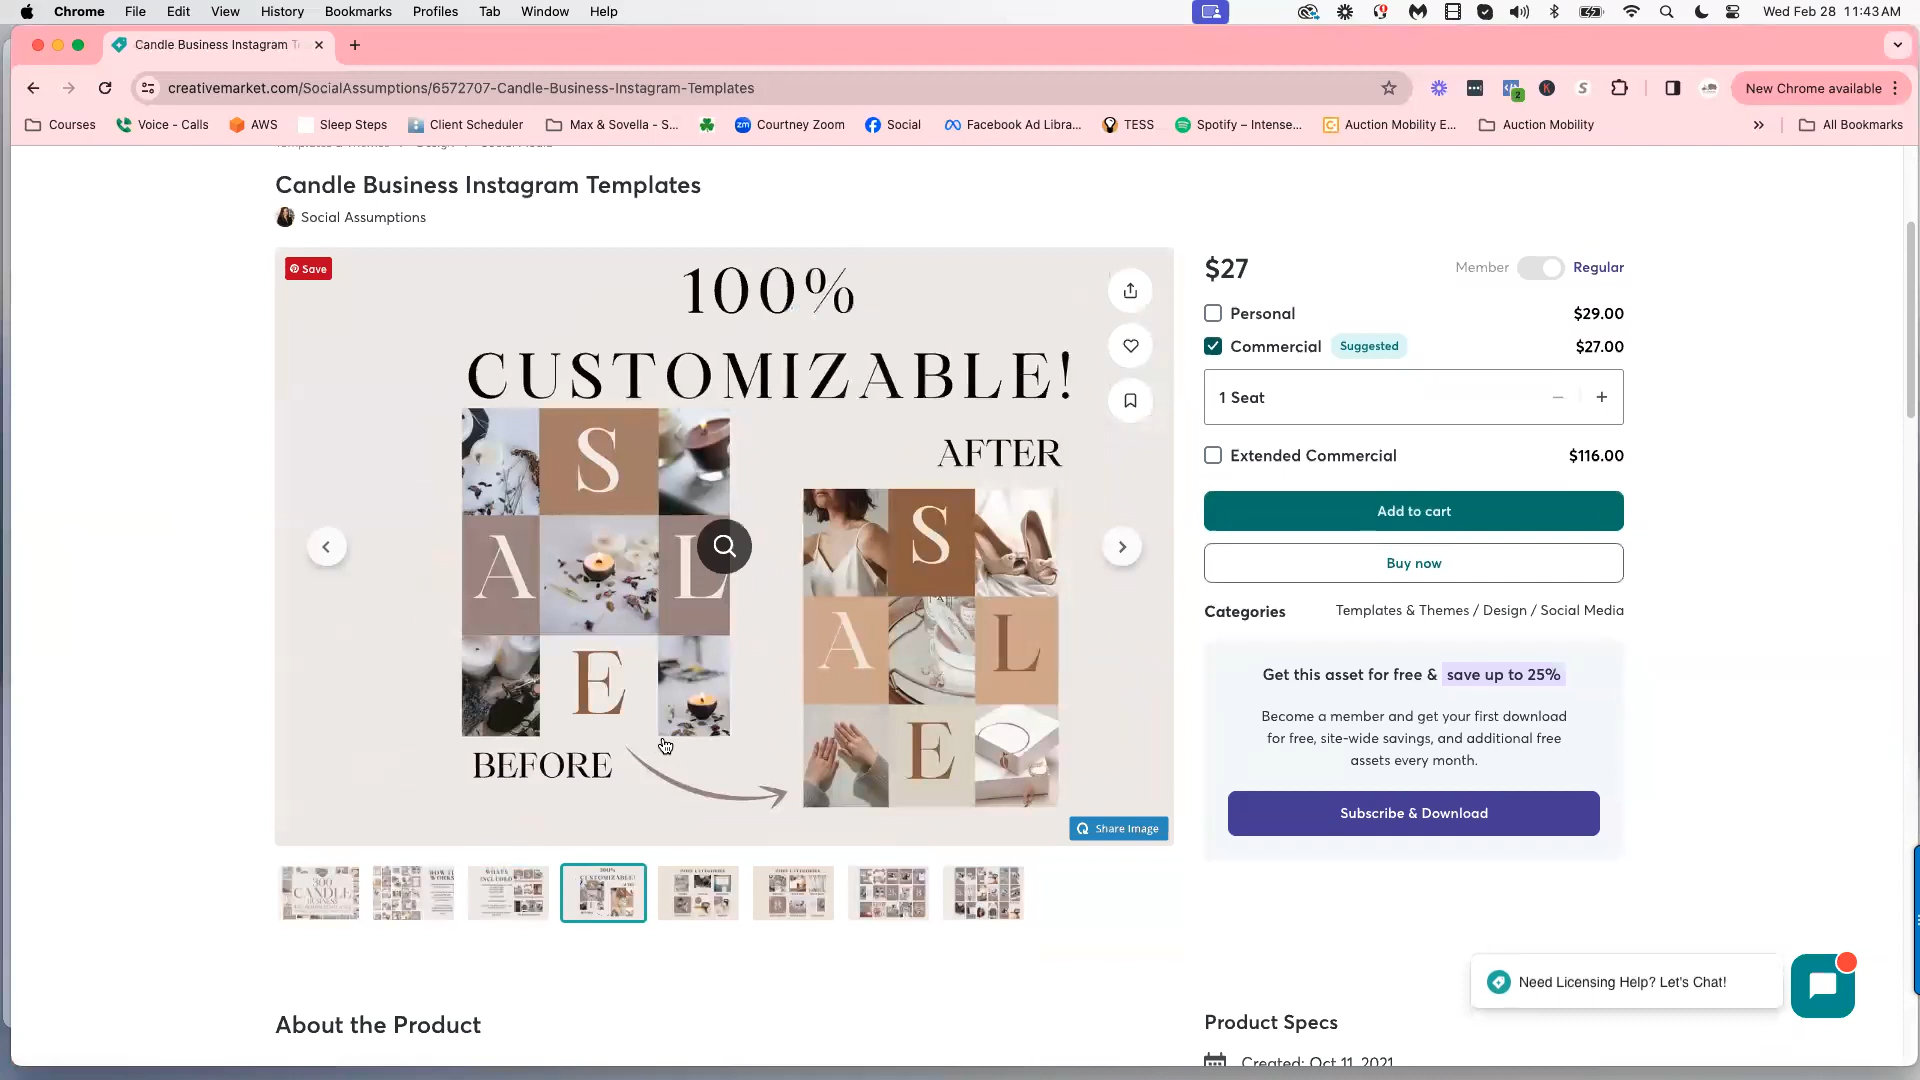 Chrome File Edit View History Bookmarks Profiles Tab Window Help
Wed Feb 28 11:43 AM
Candle Business Instagram T
creativemarket.com/SocialAssumptions/6572707-Candle-Business-Instagram-Templates
2
K
S
New Chrome available
Courses
Voice - Calls
AWS
Sleep Steps
Client Scheduler
Max & Sovella - S...
Courtney Zoom
Social
Facebook Ad Libra...
TESS
Spotify – Intense...
Auction Mobility E...
Auction Mobility
»
All Bookmarks
Candle Business Instagram Templates
Social Assumptions
Save
100%
CUSTOMIZABLE!
AFTER
S
A L
E
BEFORE
S
A L
E
Share Image
$27
Member Regular
Personal $29.00
Commercial Suggested $27.00
1 Seat
Extended Commercial $116.00
Add to cart
Buy now
Categories Templates & Themes / Design / Social Media
Get this asset for free & save up to 25%
Become a member and get your first download
for free, site-wide savings, and additional free
assets every month.
Subscribe & Download
Need Licensing Help? Let's Chat!
About the Product
Product Specs
Created: Oct 11, 2021